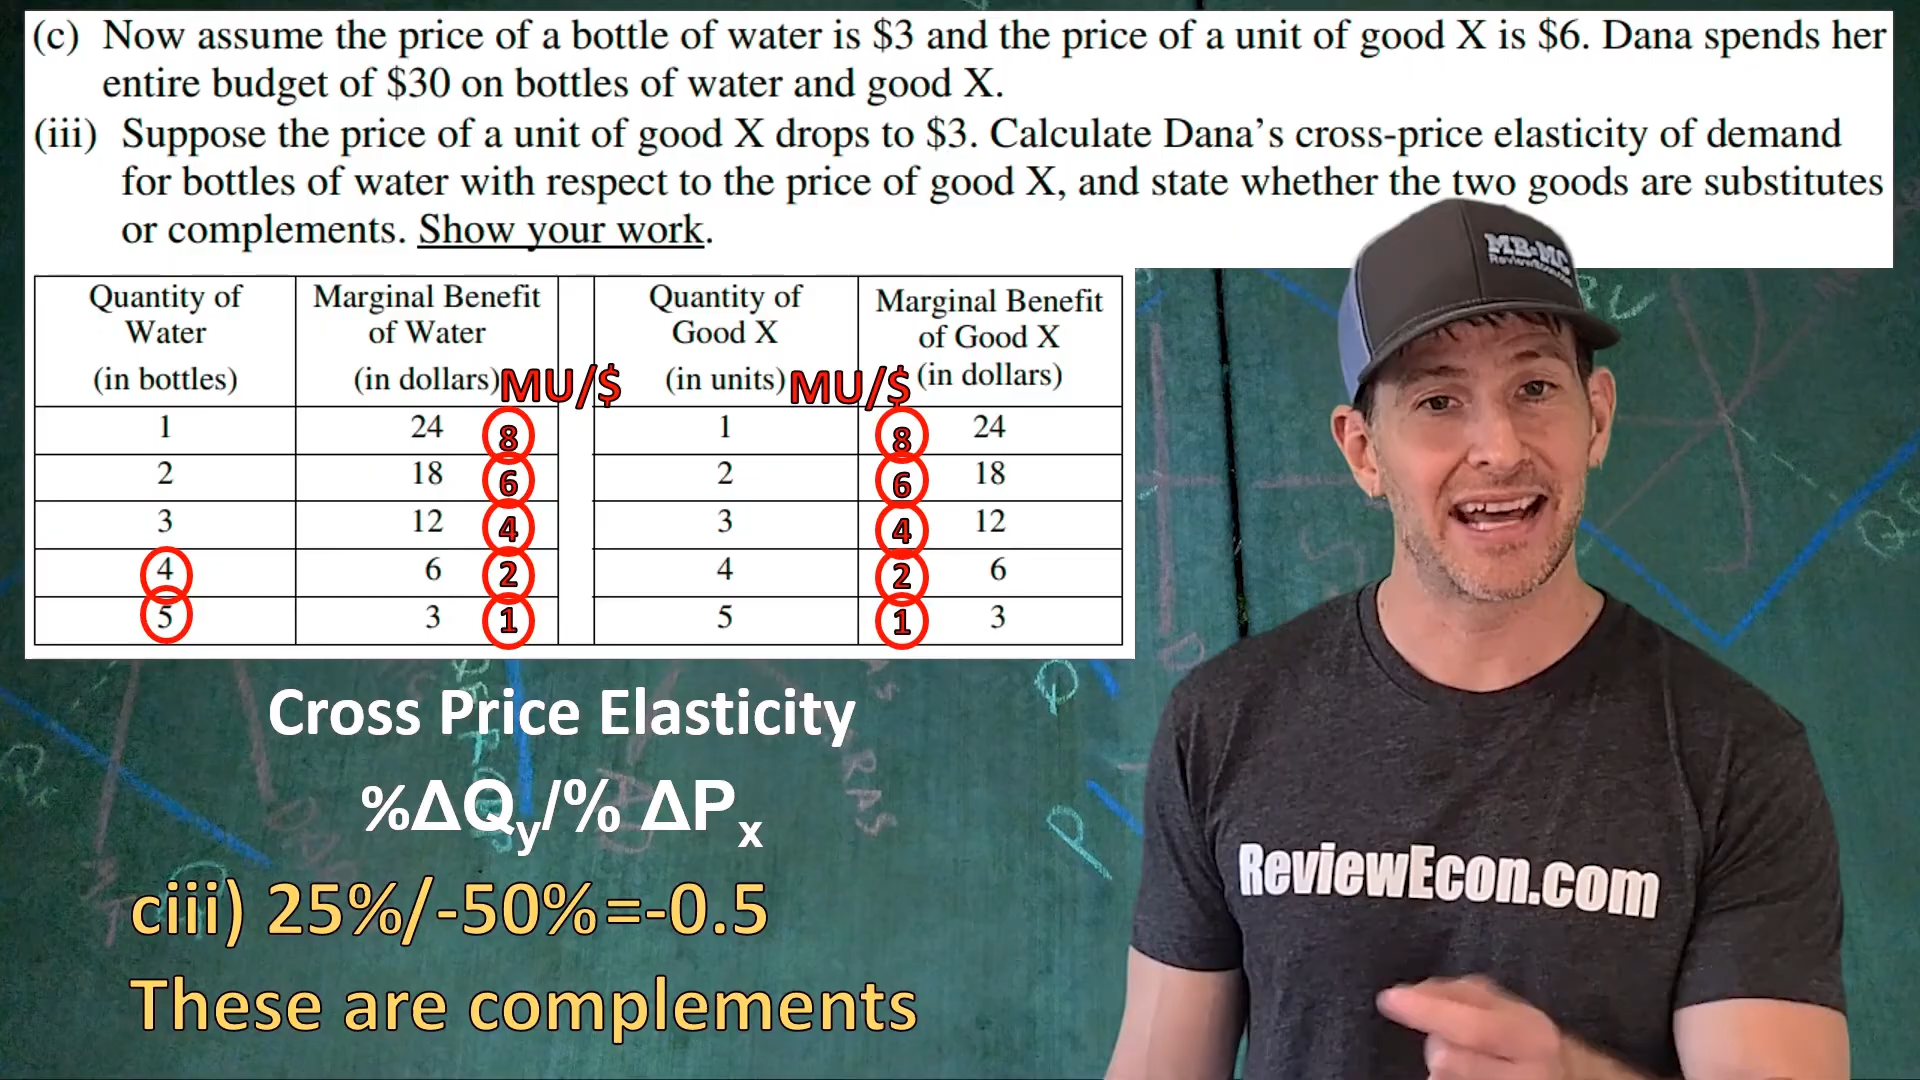 (c) Now assume the price of a bottle of water is $3 and the price of a unit of good X is $6. Dana spends her
entire budget of $30 on bottles of water and good X.
(iii) Suppose the price of a unit of good X drops to $3. Calculate Dana’s cross-price elasticity of demand
for bottles of water with respect to the price of good X, and state whether the two goods are substitutes
or complements. Show your work.
Quantity of Water (in bottles) Marginal Benefit of Water (in dollars) MU/$ Quantity of Good X (in units) MU/$ Marginal Benefit of Good X (in dollars)
1 24 8 1 8 24
2 18 6 2 6 18
3 12 4 3 4 12
4 6 2 4 2 6
5 3 1 5 1 3
MB=MC
ReviewEcon.com
Cross Price Elasticity
%ΔQy/% ΔPx
ciii) 25%/-50%=-0.5
These are complements
ReviewEcon.com